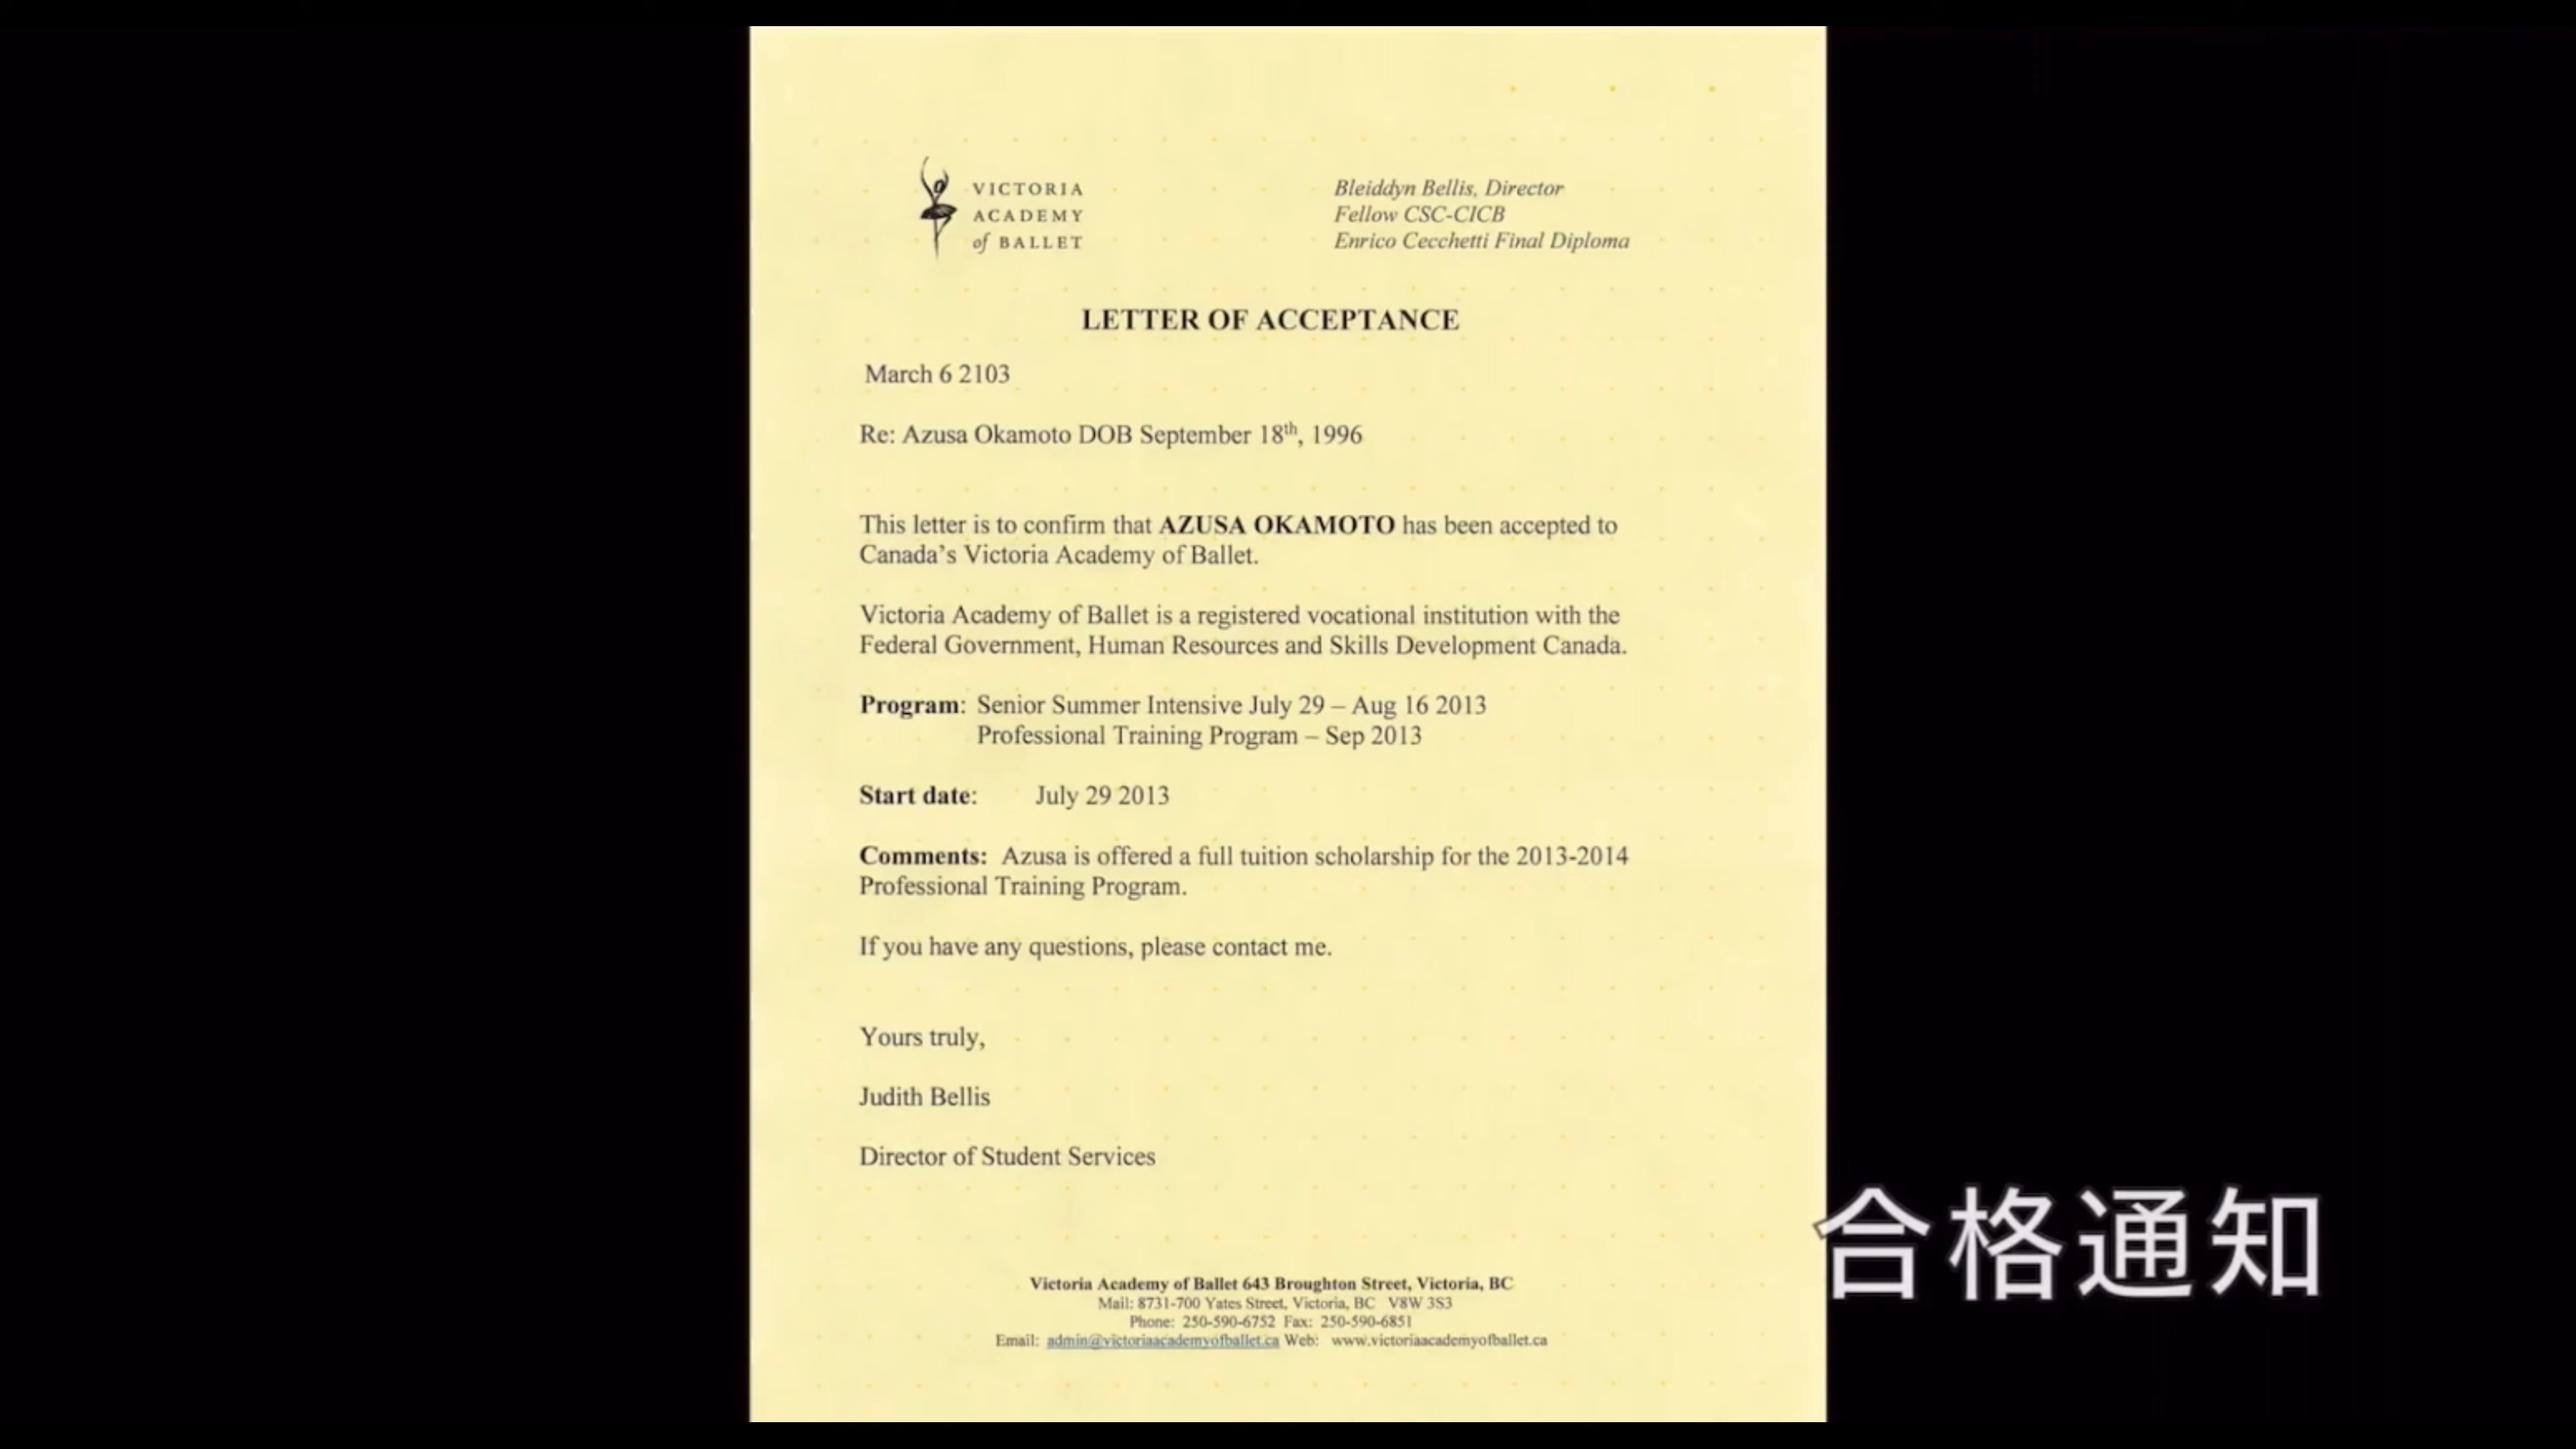 VICTORIA
ACADEMY
of BALLET
Bleiddyn Bellis, Director
Fellow CSC-CICB
Enrico Cecchetti Final Diploma
LETTER OF ACCEPTANCE
March 6 2103
Re: Azusa Okamoto DOB September 18th, 1996
This letter is to confirm that AZUSA OKAMOTO has been accepted to
Canada's Victoria Academy of Ballet.
Victoria Academy of Ballet is a registered vocational institution with the
Federal Government, Human Resources and Skills Development Canada.
Program: Senior Summer Intensive July 29 – Aug 16 2013
Professional Training Program – Sep 2013
Start date: July 29 2013
Comments: Azusa is offered a full tuition scholarship for the 2013-2014
Professional Training Program.
If you have any questions, please contact me.
Yours truly,
Judith Bellis
Director of Student Services
Victoria Academy of Ballet 643 Broughton Street, Victoria, BC
Mail: 8731-700 Yates Street, Victoria, BC V8W 3S3
Phone: 250-590-6752 Fax: 250-590-6851
Email: admin@victoriaacademyofballet.ca Web: www.victoriaacademyofballet.ca
合格通知